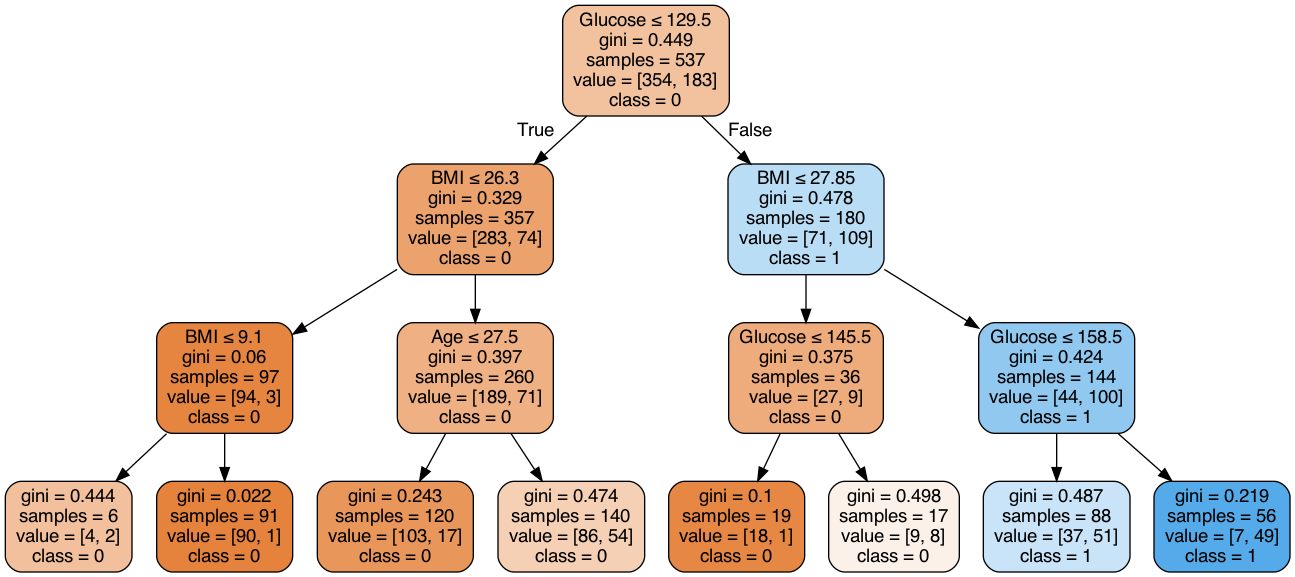 Glucose ≤ 129.5
gini = 0.449
samples = 537
value = [354, 183]
class = 0
True
False
BMI ≤ 26.3
gini = 0.329
samples = 357
value = [283, 74]
class = 0
BMI ≤ 27.85
gini = 0.478
samples = 180
value = [71, 109]
class = 1
BMI ≤ 9.1
gini = 0.06
samples = 97
value = [94, 3]
class = 0
Age ≤ 27.5
gini = 0.397
samples = 260
value = [189, 71]
class = 0
Glucose ≤ 145.5
gini = 0.375
samples = 36
value = [27, 9]
class = 0
Glucose ≤ 158.5
gini = 0.424
samples = 144
value = [44, 100]
class = 1
gini = 0.444
samples = 6
value = [4, 2]
class = 0
gini = 0.022
samples = 91
value = [90, 1]
class = 0
gini = 0.243
samples = 120
value = [103, 17]
class = 0
gini = 0.474
samples = 140
value = [86, 54]
class = 0
gini = 0.1
samples = 19
value = [18, 1]
class = 0
gini = 0.498
samples = 17
value = [9, 8]
class = 0
gini = 0.487
samples = 88
value = [37, 51]
class = 1
gini = 0.219
samples = 56
value = [7, 49]
class = 1